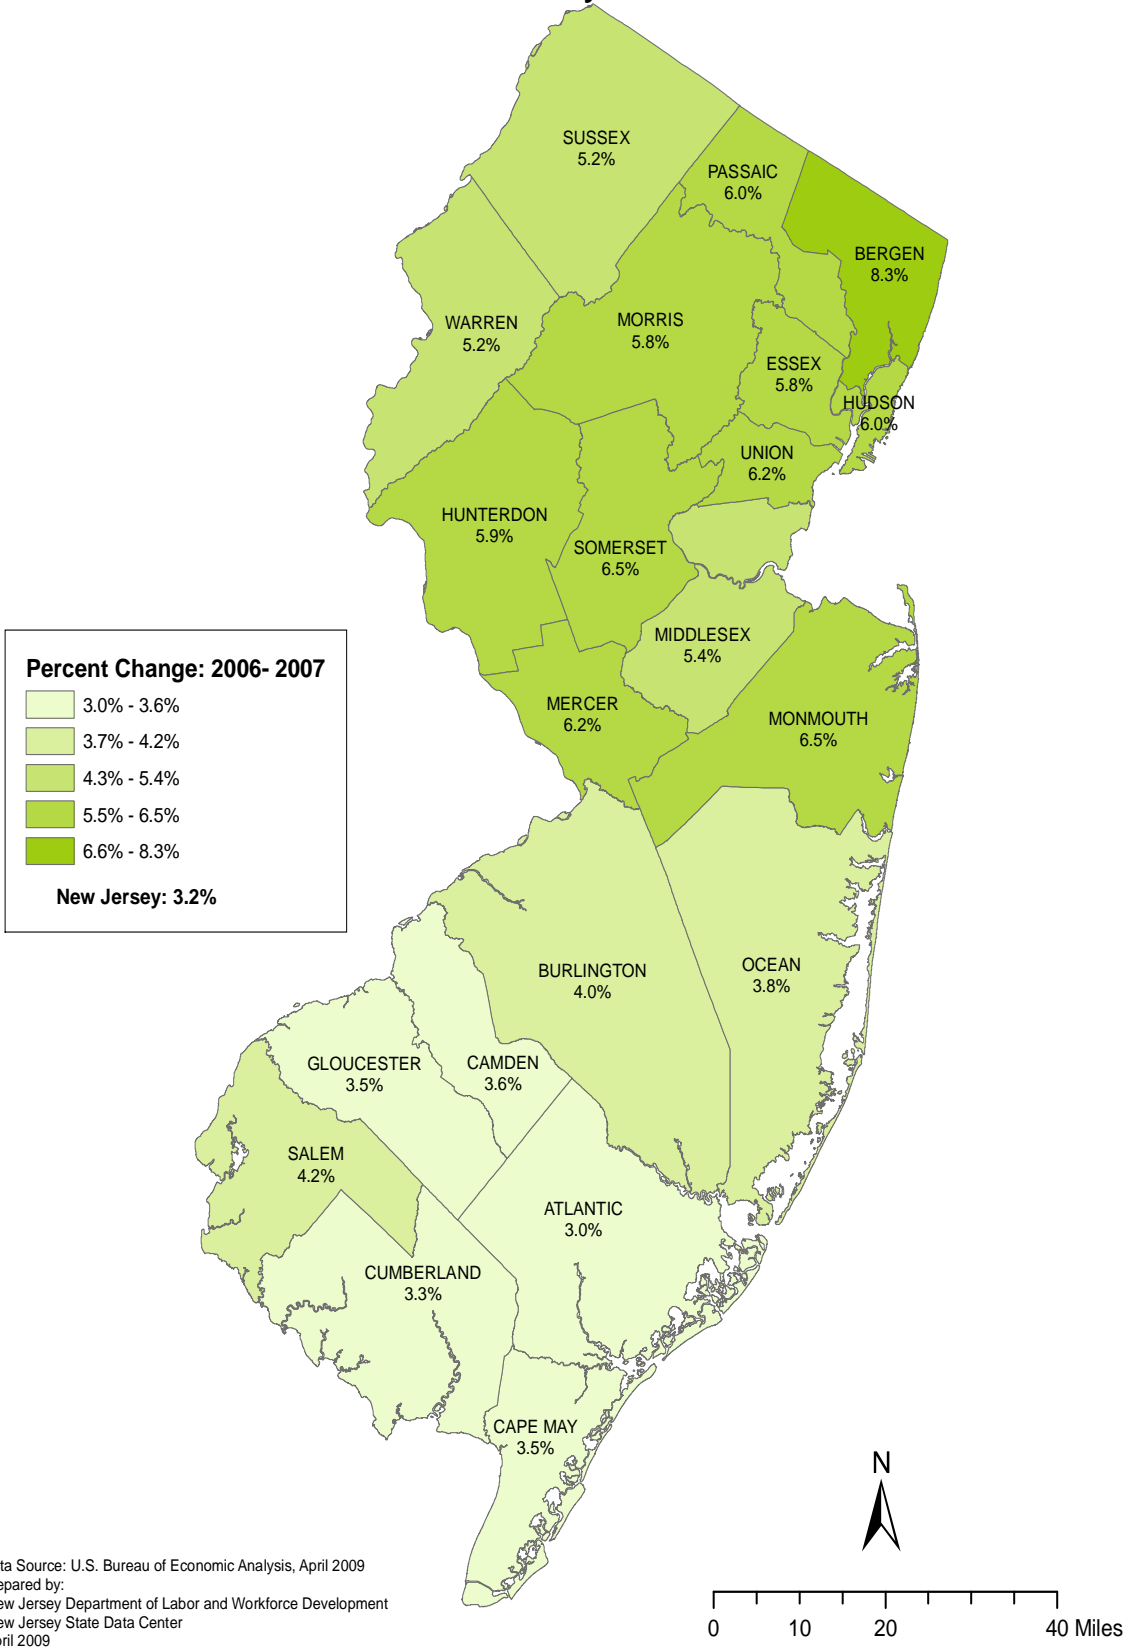 SUSSEX
5.2%
PASSAIC
6.0%
BERGEN
8.3%
WARREN
5.2%
MORRIS
5.8%
ESSEX
5.8%
HUDSON
6.0%
UNION
6.2%
HUNTERDON
5.9%
SOMERSET
6.5%
MIDDLESEX
5.4%
MERCER
6.2%
MONMOUTH
6.5%
Percent Change: 2006- 2007
3.0% - 3.6%
3.7% - 4.2%
4.3% - 5.4%
5.5% - 6.5%
6.6% - 8.3%
New Jersey: 3.2%
BURLINGTON
4.0%
OCEAN
3.8%
GLOUCESTER
3.5%
CAMDEN
3.6%
SALEM
4.2%
ATLANTIC
3.0%
CUMBERLAND
3.3%
CAPE MAY
3.5%
N
ta Source: U.S. Bureau of Economic Analysis, April 2009
epared by:
ew Jersey Department of Labor and Workforce Development
ew Jersey State Data Center
pril 2009
0 10 20 40 Miles